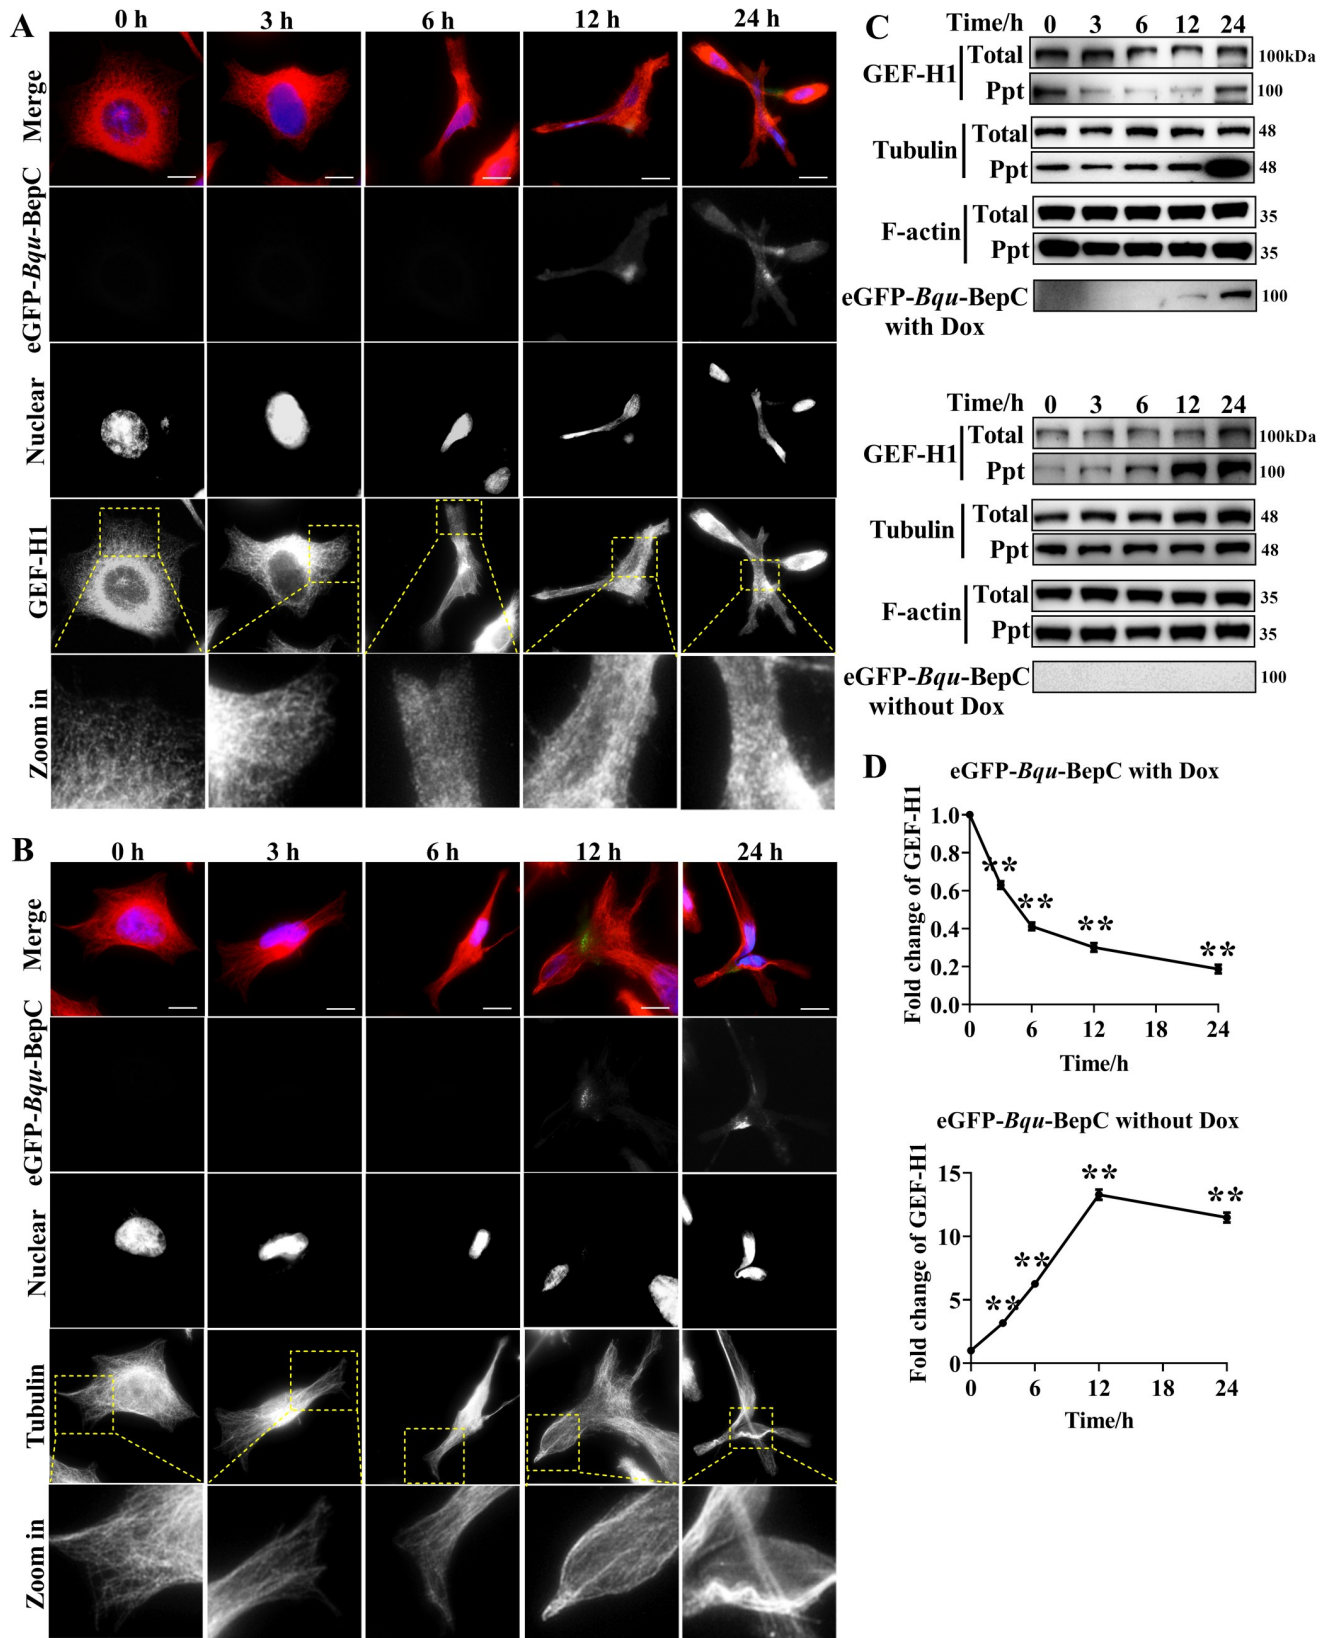 A
0 h 3 h 6 h 12 h 24 h
Merge
eGFP-Bqu-BepC
Nuclear
GEF-H1
Zoom in
B
0 h 3 h 6 h 12 h 24 h
Merge
eGFP-Bqu-BepC
Nuclear
Tubulin
Zoom in
C
Time/h 0 3 6 12 24
GEF-H1
Total 100kDa
Ppt 100
Tubulin
Total 48
Ppt 48
F-actin
Total 35
Ppt 35
eGFP-Bqu-BepC 100
with Dox
Time/h 0 3 6 12 24
GEF-H1
Total 100kDa
Ppt 100
Tubulin
Total 48
Ppt 48
F-actin
Total 35
Ppt 35
eGFP-Bqu-BepC 100
without Dox
D
eGFP-Bqu-BepC with Dox
Fold change of GEF-H1
1.0
0.8
0.6
0.4
0.2
0.0
** ** ** **
0 6 12 18 24
Time/h
eGFP-Bqu-BepC without Dox
Fold change of GEF-H1
15
10
5
0
** ** ** **
0 6 12 18 24
Time/h